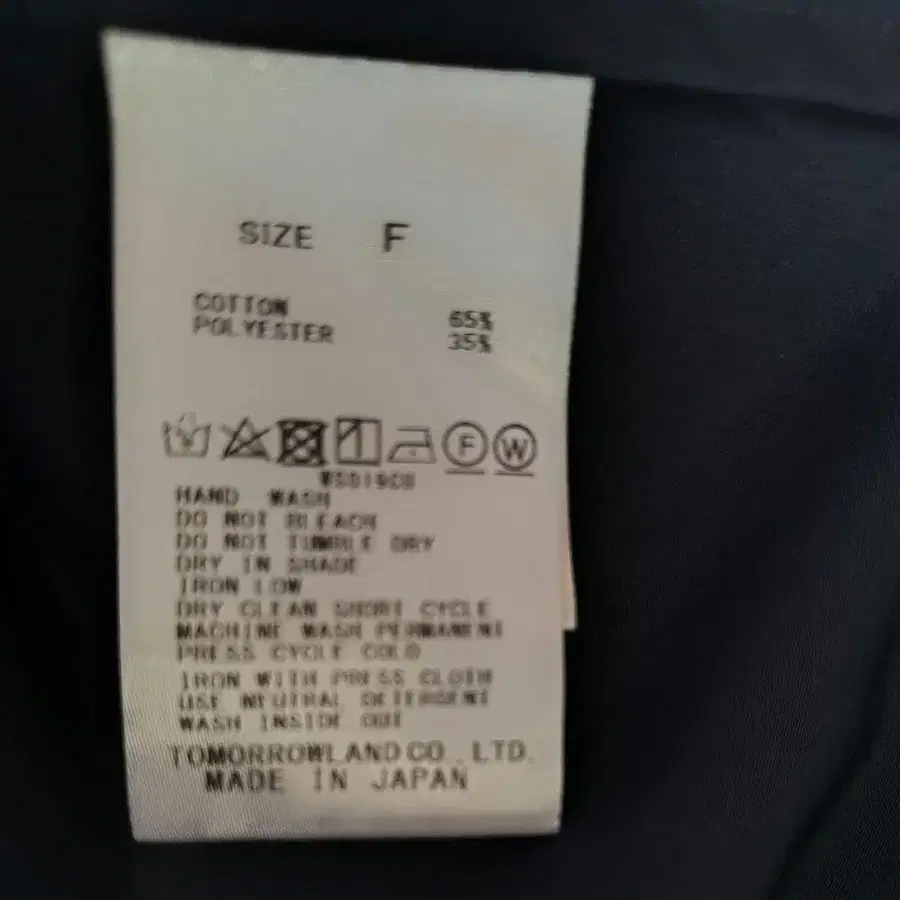 SIZE F
COTTON 65%
POLYESTER 35%
F W
HAND WASH
DO NOT BLEACH
DO NOT TUMBLE DRY
DRY IN SHADE
IRON LOW
DRY CLEAN SHORT CYCLE
MACHINE WASH PERMANENT
PRESS CYCLE COLD
IRON WITH PRESS CLOTH
USE NEUTRAL DETERGENT
WASH INSIDE OUT
TOMORROWLAND CO., LTD.
MADE IN JAPAN